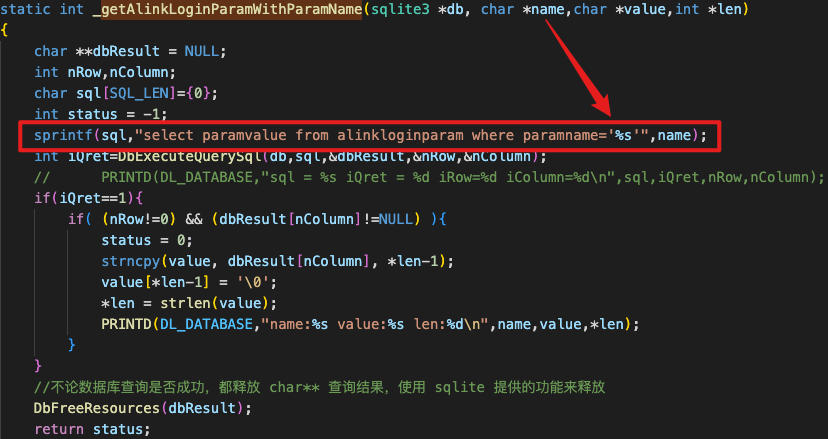 static int _getAlinkLoginParamWithParamName(sqlite3 *db, char *name,char *value,int *len)
{
char **dbResult = NULL;
int nRow,nColumn;
char sql[SQL_LEN]={0};
int status = -1;
sprintf(sql,"select paramvalue from alinkloginparam where paramname='%s'",name);
int iQret=DbExecuteQuerySql(db,sql,&dbResult,&nRow,&nColumn);
// PRINTD(DL_DATABASE,"sql = %s iQret = %d iRow=%d iColumn=%d\n",sql,iQret,nRow,nColumn);
if(iQret==1){
if( (nRow!=0) && (dbResult[nColumn]!=NULL) ){
status = 0;
strncpy(value, dbResult[nColumn], *len-1);
value[*len-1] = '\0';
*len = strlen(value);
PRINTD(DL_DATABASE,"name:%s value:%s len:%d\n",name,value,*len);
}
}
//不论数据库查询是否成功，都释放 char** 查询结果，使用 sqlite 提供的功能来释放
DbFreeResources(dbResult);
return status;